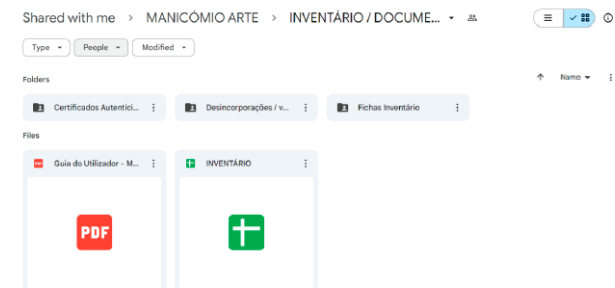 Shared with me > MANICÓMIO ARTE > INVENTÁRIO / DOCUME...
Type People Modified
Folders Name
Certificados Autentici... Desincorporações / v... Fichas Inventário
Files
Guia do Utilizador - M... INVENTÁRIO
PDF